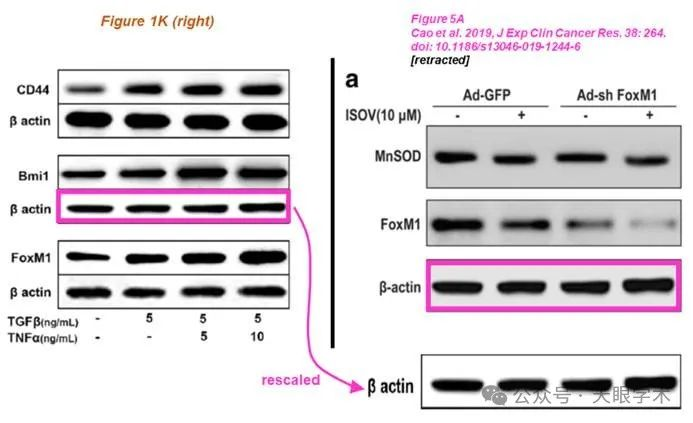 Figure 1K (right)
CD44
β actin
Bmi1
β actin
FoxM1
β actin
TGFβ(ng/mL) - 5 5 5
TNFα(ng/mL) - - 5 10
rescaled
Figure 5A
Cao et al. 2019, J Exp Clin Cancer Res. 38: 264.
doi: 10.1186/s13046-019-1244-6
[retracted]
a
Ad-GFP Ad-sh FoxM1
ISOV(10 μM) - + - +
MnSOD
FoxM1
β-actin
β actin
公众号 · 天眼学术